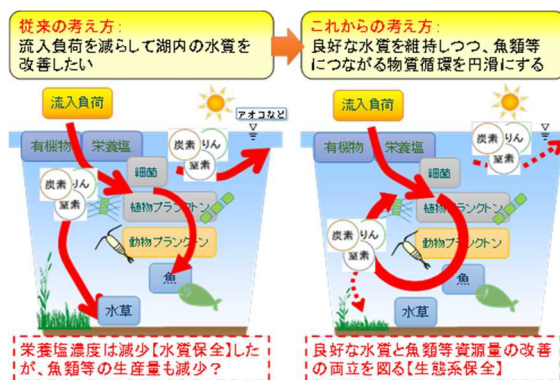 従来の考え方:
流入負荷を減らして湖内の水質を
改善したい
これからの考え方:
良好な水質を維持しつつ、魚類等
につながる物質循環を円滑にする
流入負荷
アオコなど
有機物
栄養塩
炭素
りん
窒素
細菌
炭素
りん
窒素
植物プランクトン
動物プランクトン
魚
水草
栄養塩濃度は減少【水質保全】した
が、魚類等の生産量も減少?
流入負荷
有機物
栄養塩
炭素
りん
窒素
細菌
植物プランクトン
炭素
りん
窒素
動物プランクトン
魚
水草
良好な水質と魚類等資源量の改善
の両立を図る【生態系保全】